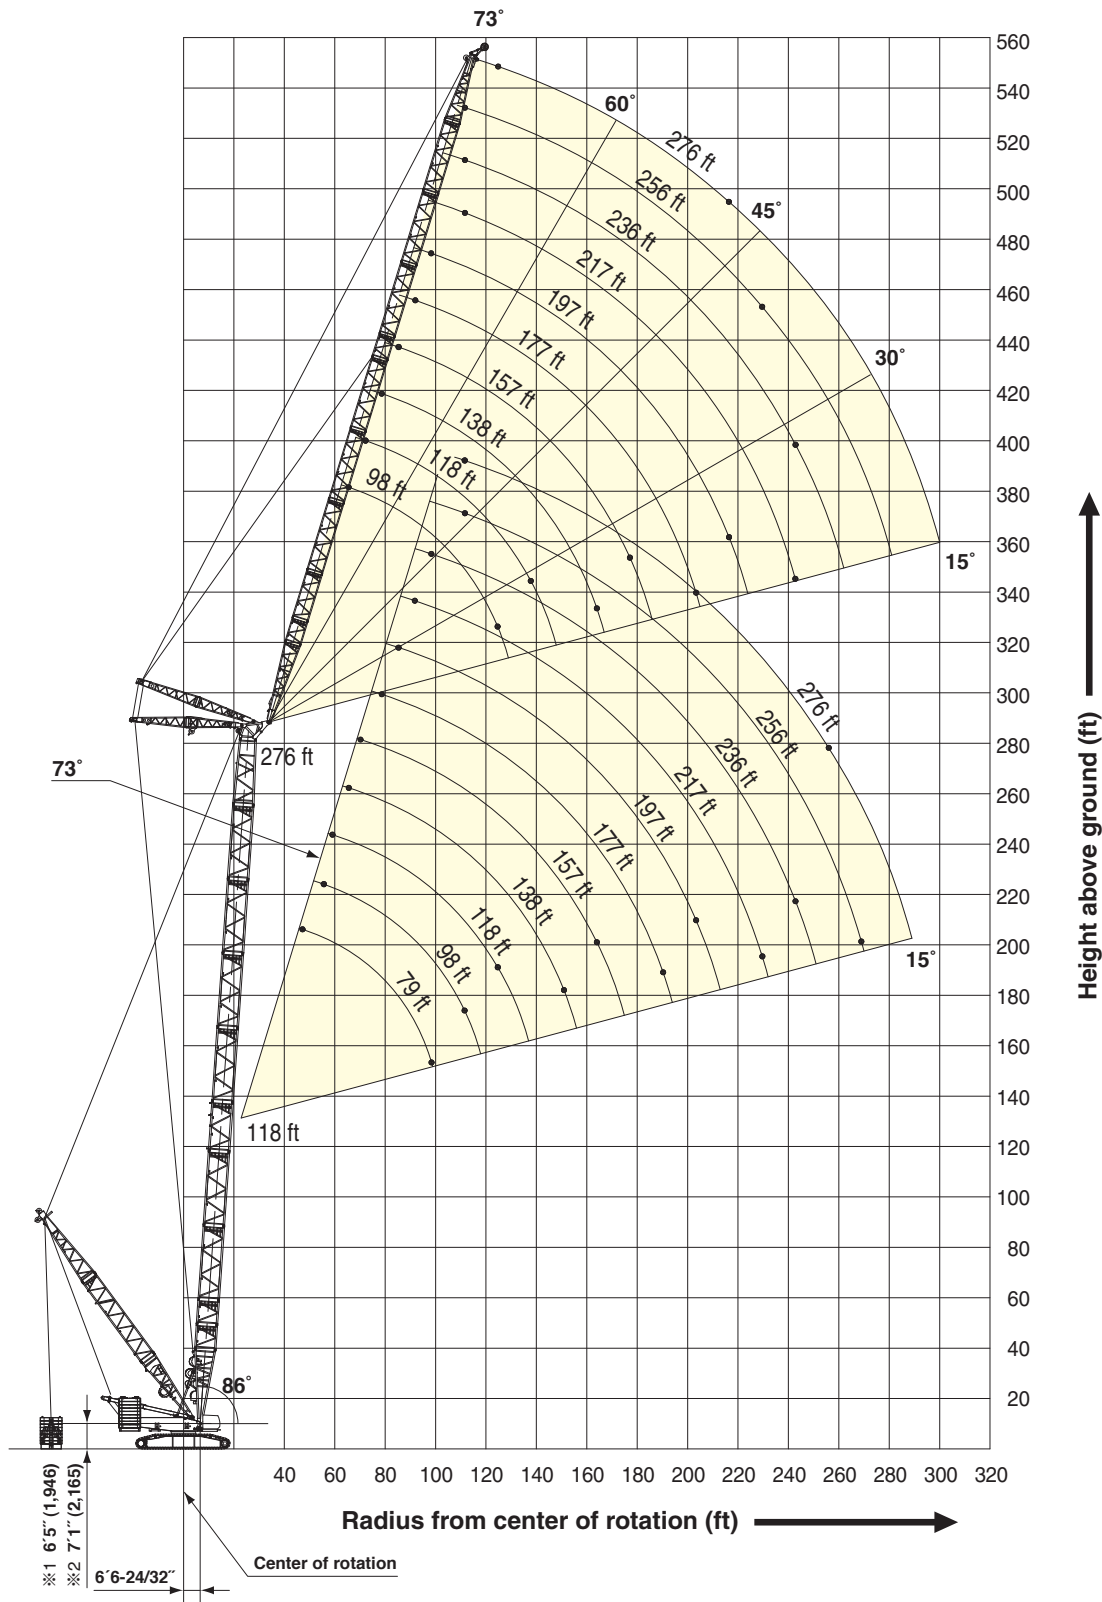 73°
560
540
520
500
480
460
440
420
400
380
360
340
320
300
280
260
240
220
200
180
160
140
120
100
80
60
40
20
60°
276 ft
256 ft
45°
236 ft
217 ft
197 ft
30°
177 ft
157 ft
138 ft
118 ft
98 ft
15°
276 ft
73°
276 ft
256 ft
236 ft
217 ft
197 ft
177 ft
157 ft
138 ft
118 ft
98 ft
79 ft
15°
118 ft
Height above ground (ft)
86°
40 60 80 100 120 140 160 180 200 220 240 260 280 300 320
Radius from center of rotation (ft)
※1 6´5˝ (1,946)
※2 7´1˝ (2,165)
6´6-24/32˝
Center of rotation